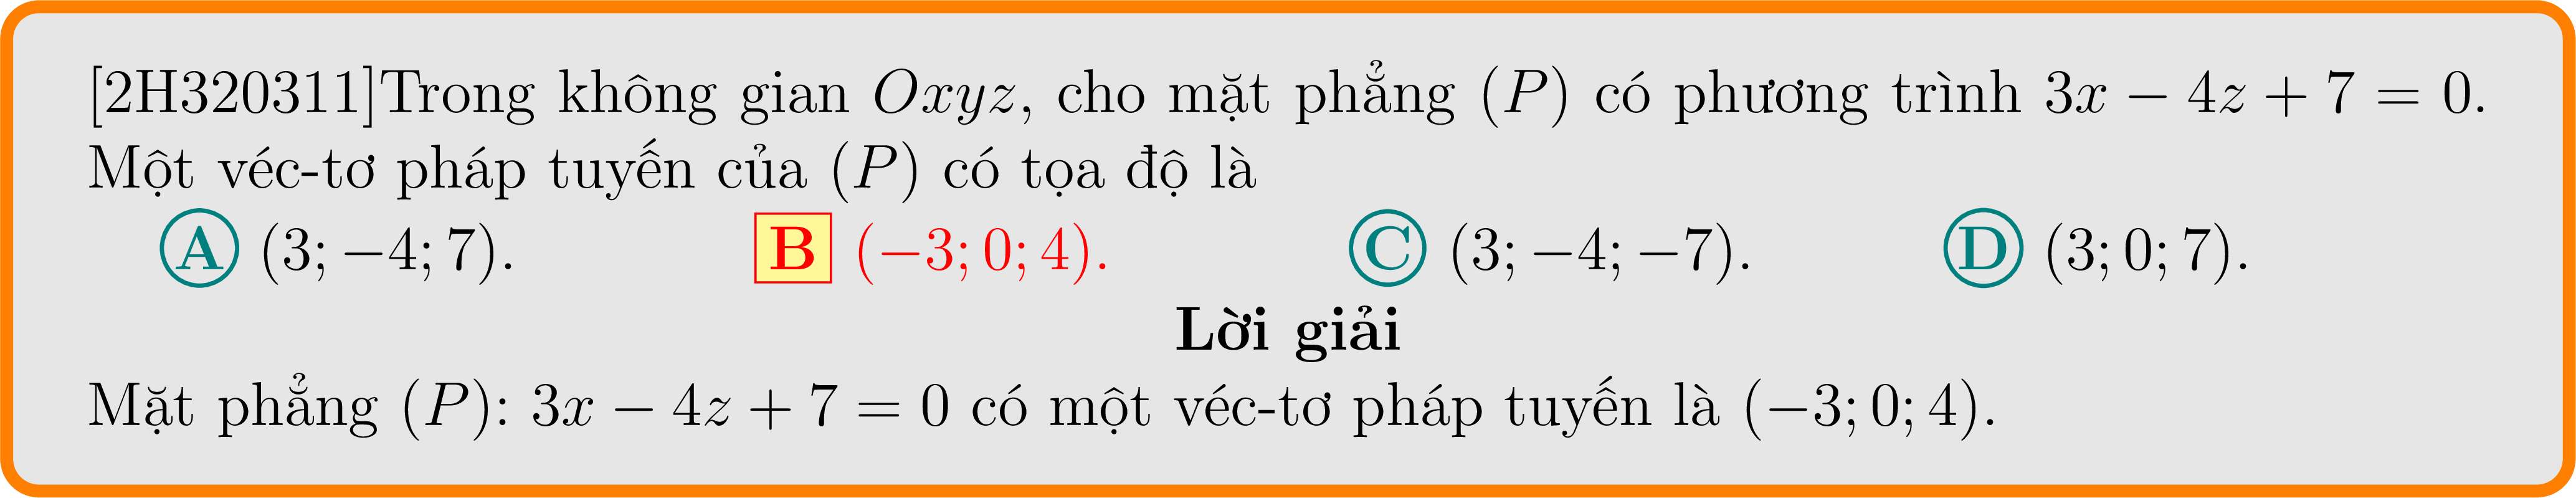 [2H320311]Trong không gian Oxyz, cho mặt phẳng (P) có phương trình 3x − 4z + 7 = 0.
Một véc-tơ pháp tuyến của (P) có tọa độ là
A (3; −4; 7). B (−3; 0; 4). C (3; −4; −7). D (3; 0; 7).
Lời giải
Mặt phẳng (P): 3x − 4z + 7 = 0 có một véc-tơ pháp tuyến là (−3; 0; 4).